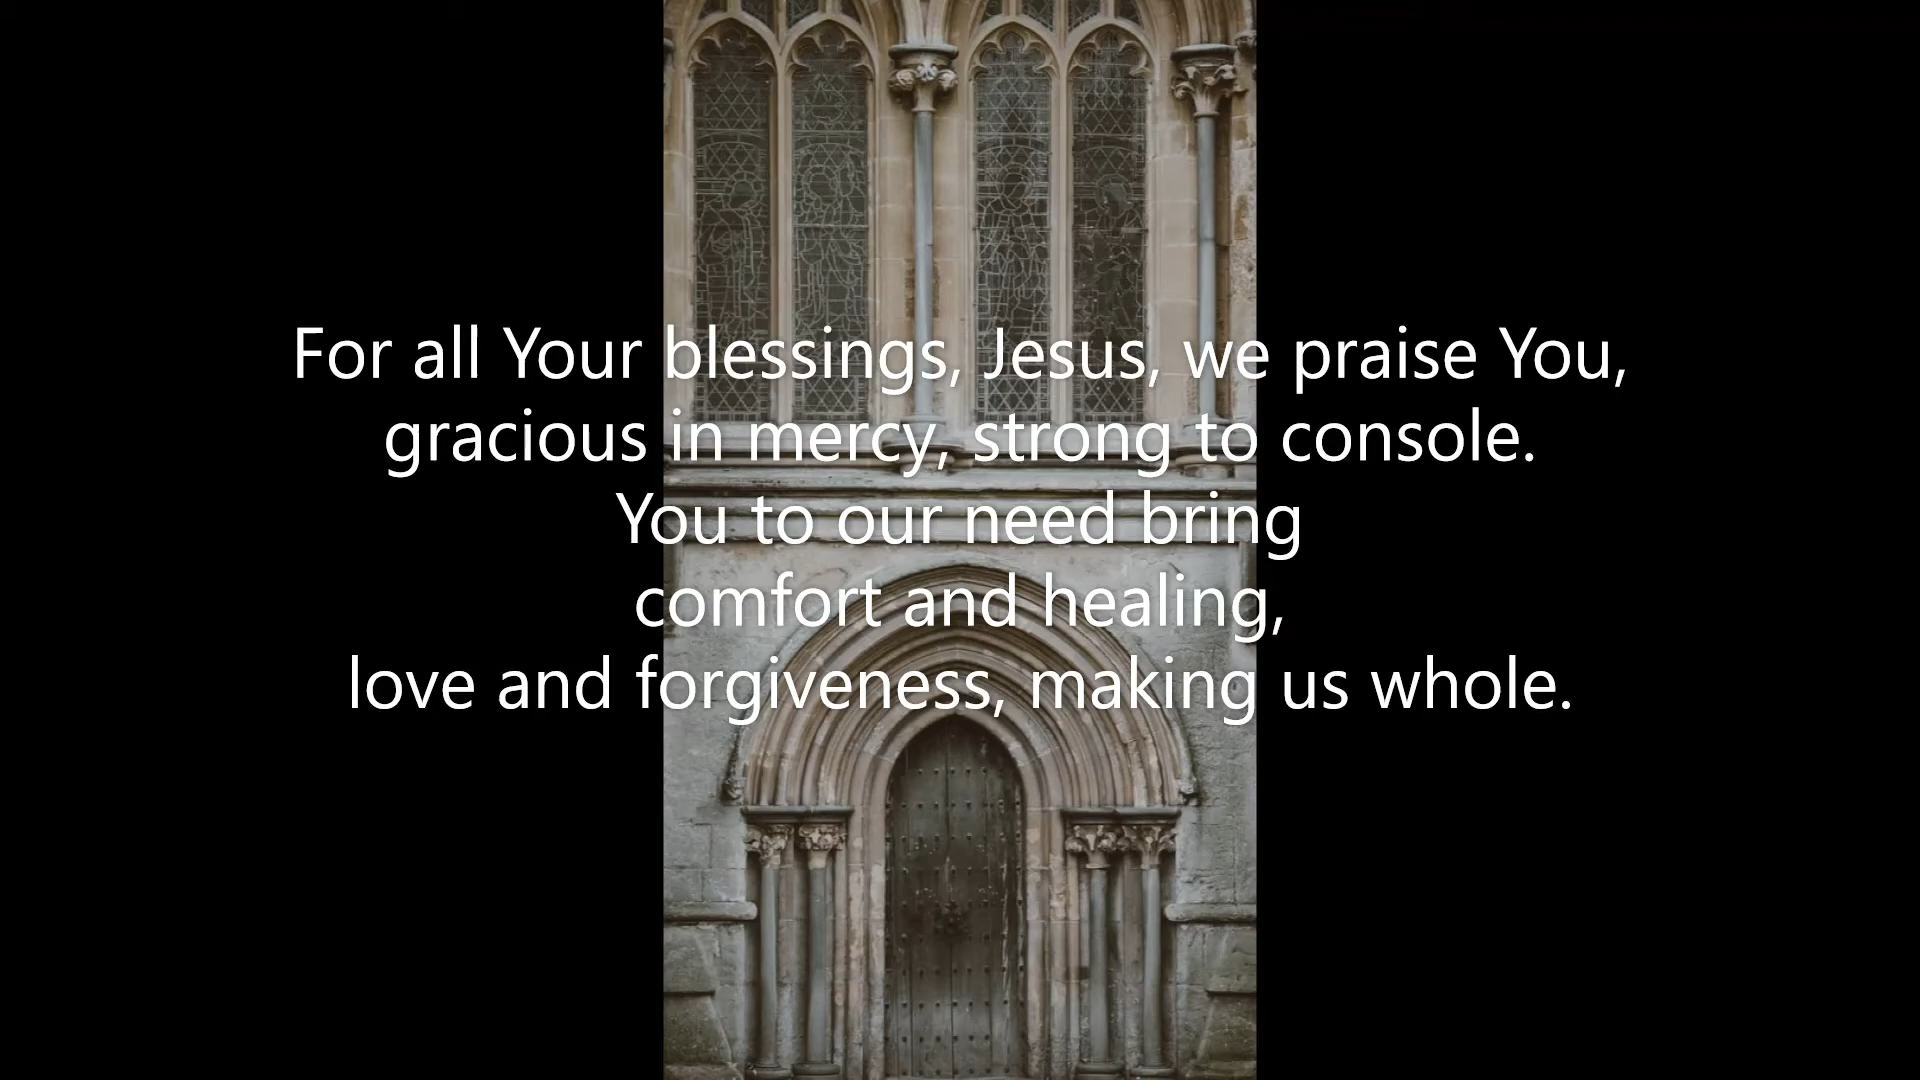 For all Your blessings, Jesus, we praise You,
gracious in mercy, strong to console.
You to our need bring
comfort and healing,
love and forgiveness, making us whole.